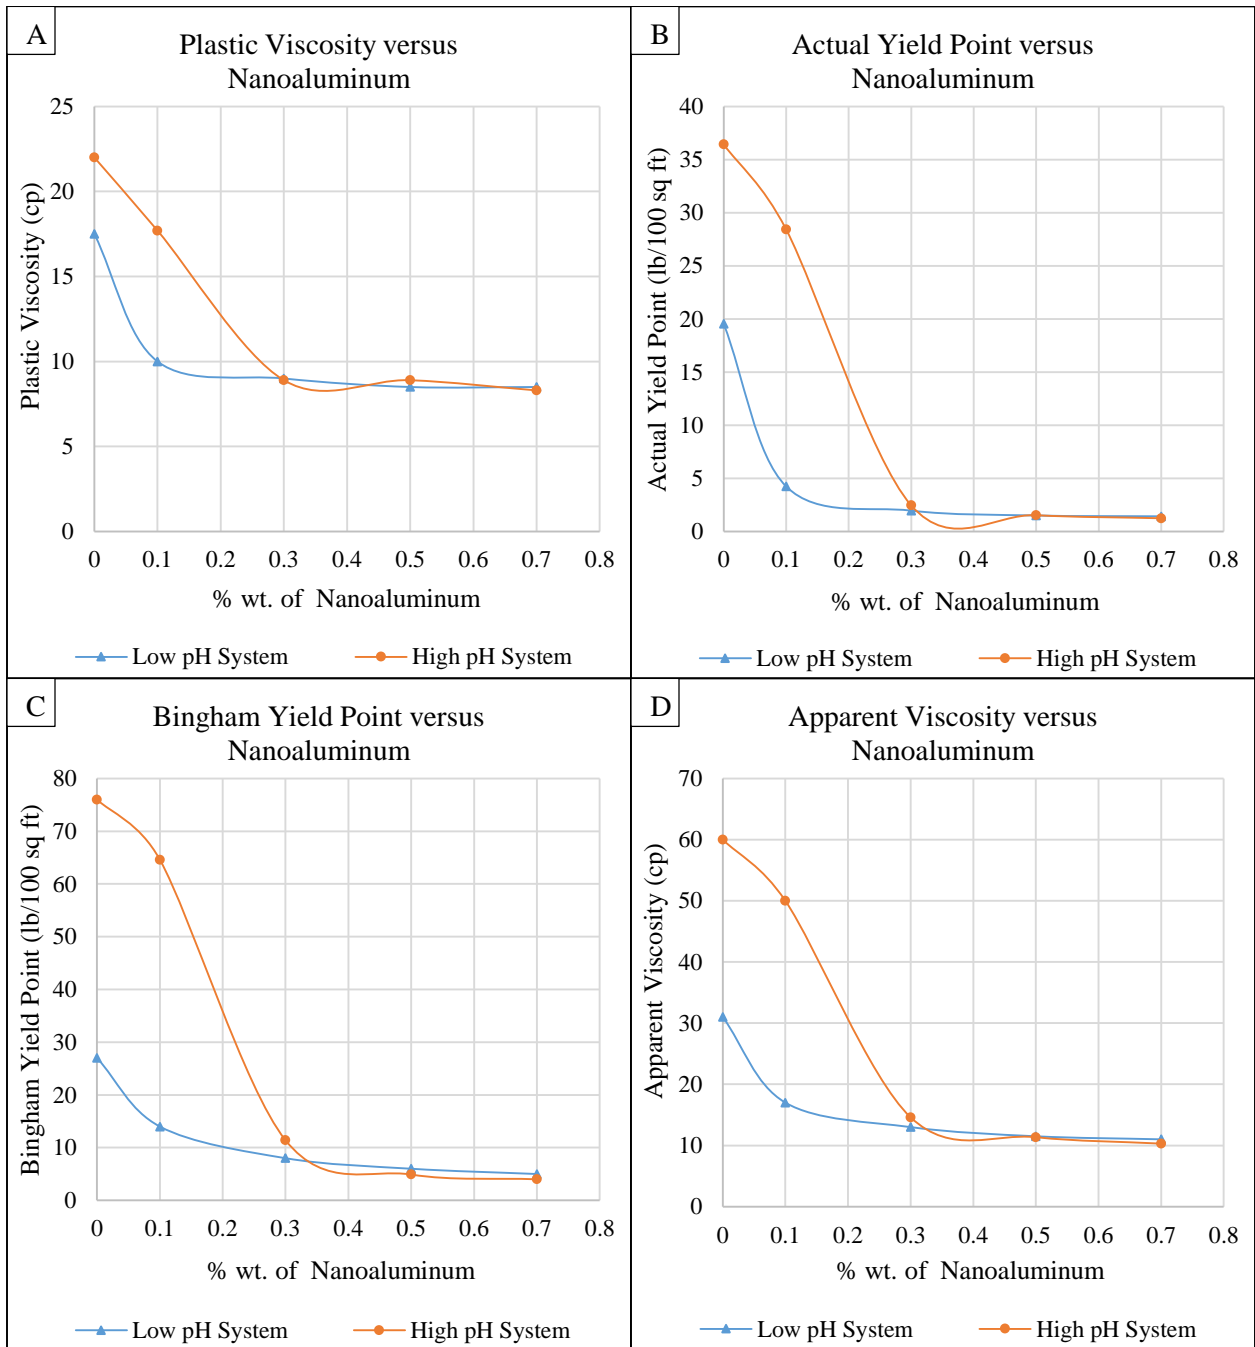 A
Plastic Viscosity versus
Nanoaluminum
25
20
15
10
5
0
Plastic Viscosity (cp)
0 0.1 0.2 0.3 0.4 0.5 0.6 0.7 0.8
% wt. of Nanoaluminum
Low pH System High pH System
B
Actual Yield Point versus
Nanoaluminum
40
35
30
25
20
15
10
5
0
Actual Yield Point (lb/100 sq ft)
0 0.1 0.2 0.3 0.4 0.5 0.6 0.7 0.8
% wt. of Nanoaluminum
Low pH System High pH System
C
Bingham Yield Point versus
Nanoaluminum
80
70
60
50
40
30
20
10
0
Bingham Yield Point (lb/100 sq ft)
0 0.1 0.2 0.3 0.4 0.5 0.6 0.7 0.8
% wt. of Nanoaluminum
Low pH System High pH System
D
Apparent Viscosity versus
Nanoaluminum
70
60
50
40
30
20
10
0
Apparent Viscosity (cp)
0 0.1 0.2 0.3 0.4 0.5 0.6 0.7 0.8
% wt. of Nanoaluminum
Low pH System High pH System